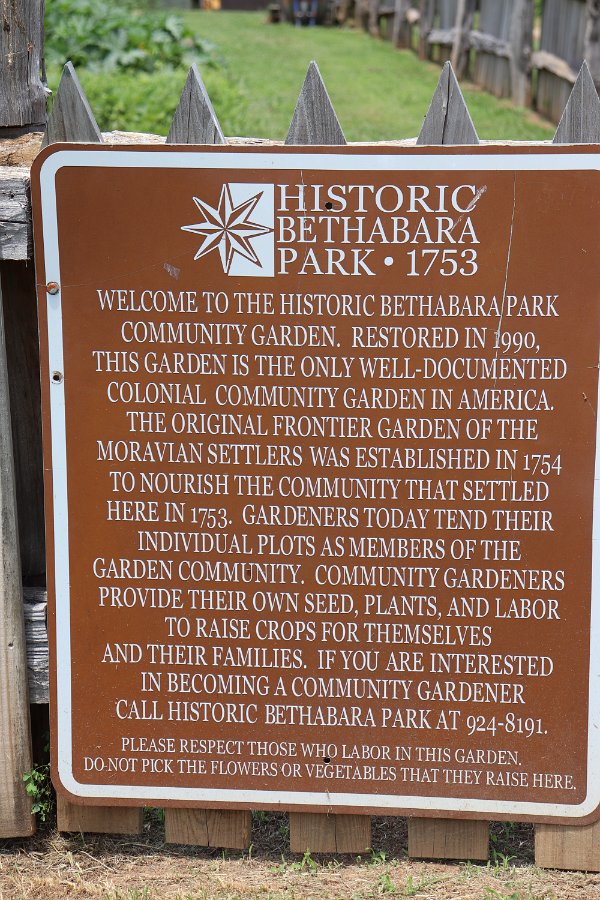 HISTORIC
BETHABARA
PARK • 1753
WELCOME TO THE HISTORIC BETHABARA PARK
COMMUNITY GARDEN. RESTORED IN 1990,
THIS GARDEN IS THE ONLY WELL-DOCUMENTED
COLONIAL COMMUNITY GARDEN IN AMERICA.
THE ORIGINAL FRONTIER GARDEN OF THE
MORAVIAN SETTLERS WAS ESTABLISHED IN 1754
TO NOURISH THE COMMUNITY THAT SETTLED
HERE IN 1753. GARDENERS TODAY TEND THEIR
INDIVIDUAL PLOTS AS MEMBERS OF THE
GARDEN COMMUNITY. COMMUNITY GARDENERS
PROVIDE THEIR OWN SEED, PLANTS, AND LABOR
TO RAISE CROPS FOR THEMSELVES
AND THEIR FAMILIES. IF YOU ARE INTERESTED
IN BECOMING A COMMUNITY GARDENER
CALL HISTORIC BETHABARA PARK AT 924-8191.
PLEASE RESPECT THOSE WHO LABOR IN THIS GARDEN.
DO NOT PICK THE FLOWERS OR VEGETABLES THAT THEY RAISE HERE.